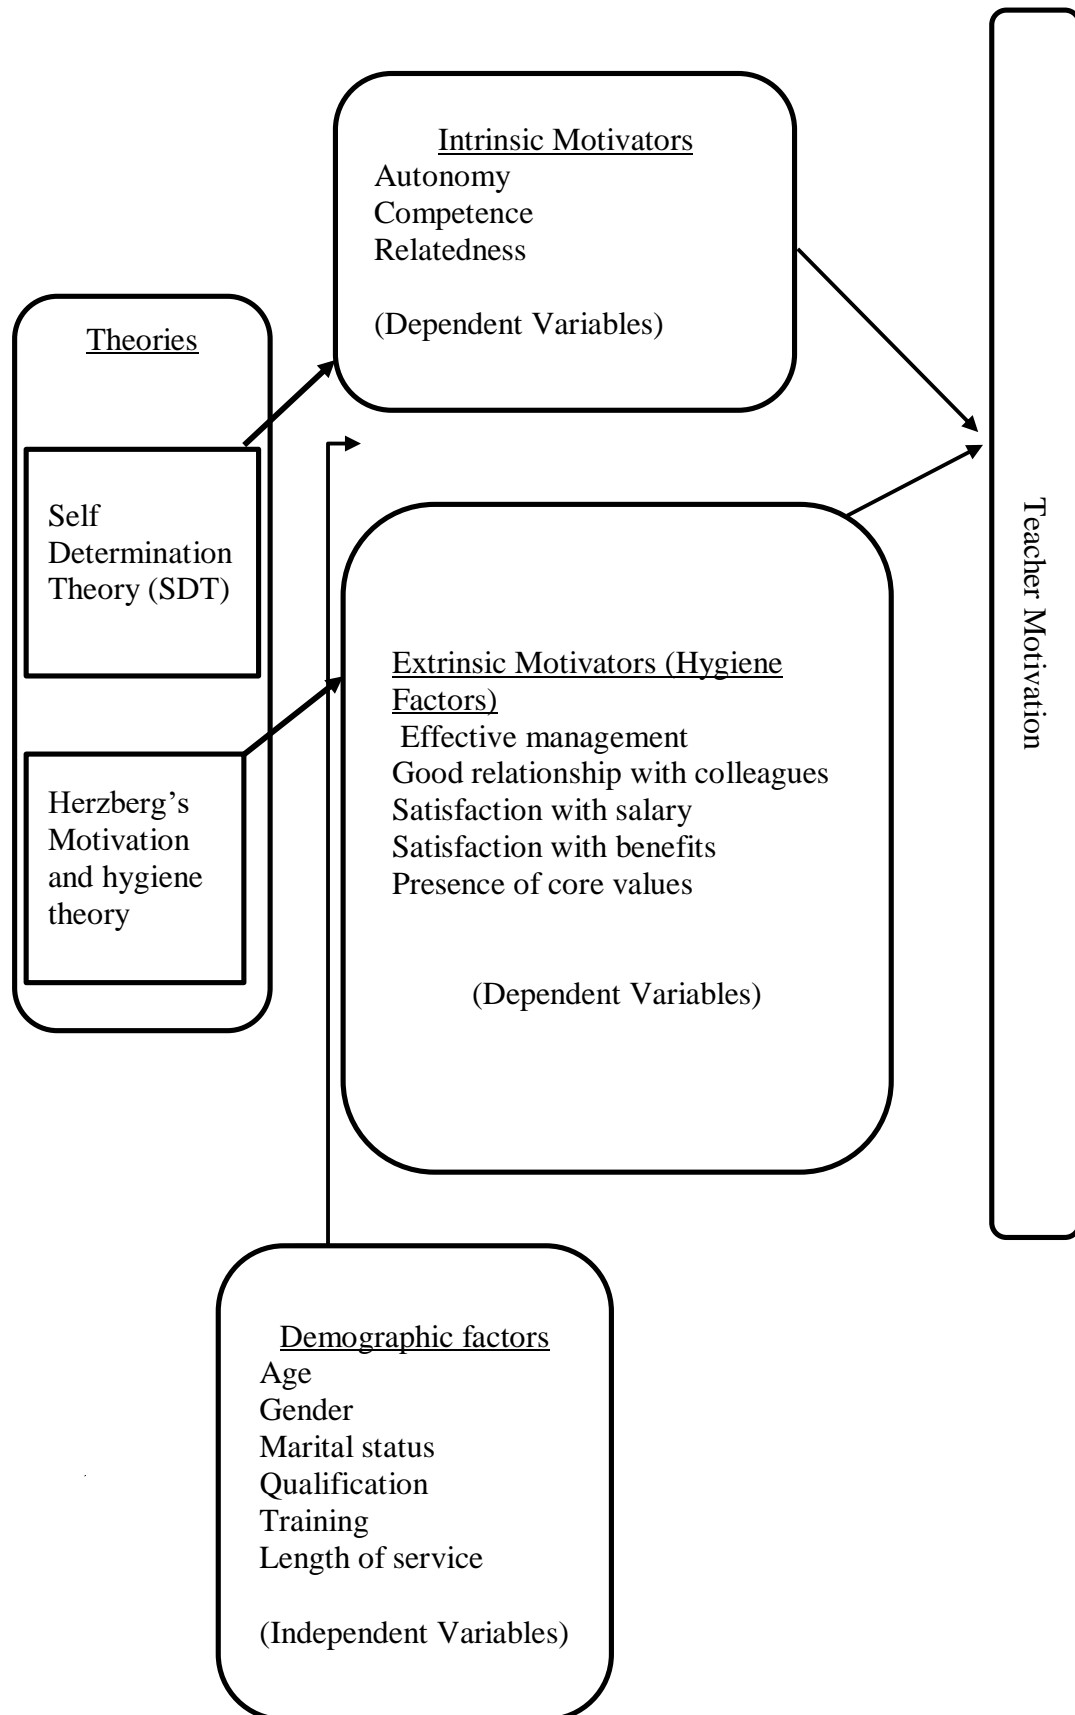 Intrinsic Motivators
Autonomy
Competence
Relatedness
(Dependent Variables)
Theories
Self
Determination
Theory (SDT)
Herzberg’s
Motivation
and hygiene
theory
Extrinsic Motivators (Hygiene
Factors)
Effective management
Good relationship with colleagues
Satisfaction with salary
Satisfaction with benefits
Presence of core values
(Dependent Variables)
Teacher Motivation
Demographic factors
Age
Gender
Marital status
Qualification
Training
Length of service
(Independent Variables)